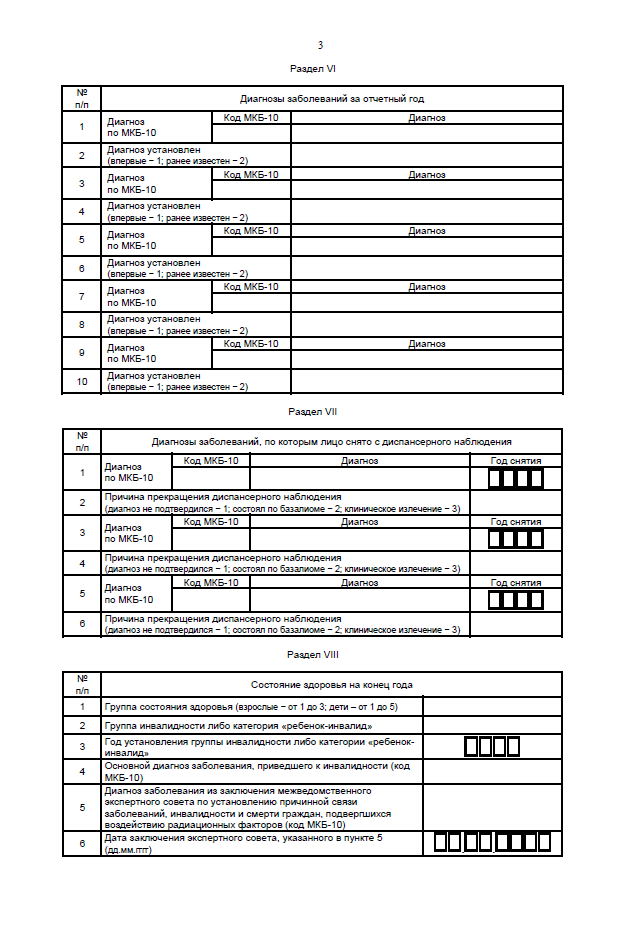 3
Раздел VI
№
п/п
Диагнозы заболеваний за отчетный год
1
Диагноз
по МКБ-10
Код МКБ-10
Диагноз
2
Диагноз установлен
(впервые − 1; ранее известен − 2)
3
Диагноз
по МКБ-10
Код МКБ-10
Диагноз
4
Диагноз установлен
(впервые − 1; ранее известен − 2)
5
Диагноз
по МКБ-10
Код МКБ-10
Диагноз
6
Диагноз установлен
(впервые − 1; ранее известен − 2)
7
Диагноз
по МКБ-10
Код МКБ-10
Диагноз
8
Диагноз установлен
(впервые − 1; ранее известен − 2)
9
Диагноз
по МКБ-10
Код МКБ-10
Диагноз
10
Диагноз установлен
(впервые − 1; ранее известен − 2)
Раздел VII
№
п/п
Диагнозы заболеваний, по которым лицо снято с диспансерного наблюдения
1
Диагноз
по МКБ-10
Код МКБ-10
Диагноз
Год снятия
2
Причина прекращения диспансерного наблюдения
(диагноз не подтвердился − 1; состоял по базалиоме − 2; клиническое излечение − 3)
3
Диагноз
по МКБ-10
Код МКБ-10
Диагноз
Год снятия
4
Причина прекращения диспансерного наблюдения
(диагноз не подтвердился − 1; состоял по базалиоме − 2; клиническое излечение − 3)
5
Диагноз
по МКБ-10
Код МКБ-10
Диагноз
Год снятия
6
Причина прекращения диспансерного наблюдения
(диагноз не подтвердился − 1; состоял по базалиоме − 2; клиническое излечение − 3)
Раздел VIII
№
п/п
Состояние здоровья на конец года
1
Группа состояния здоровья (взрослые − от 1 до 3; дети – от 1 до 5)
2
Группа инвалидности либо категория «ребенок-инвалид»
3
Год установления группы инвалидности либо категории «ребенок-
инвалид»
4
Основной диагноз заболевания, приведшего к инвалидности (код
МКБ-10)
5
Диагноз заболевания из заключения межведомственного
экспертного совета по установлению причинной связи
заболеваний, инвалидности и смерти граждан, подвергшихся
воздействию радиационных факторов (код МКБ-10)
6
Дата заключения экспертного совета, указанного в пункте 5
(дд.мм.гггг)